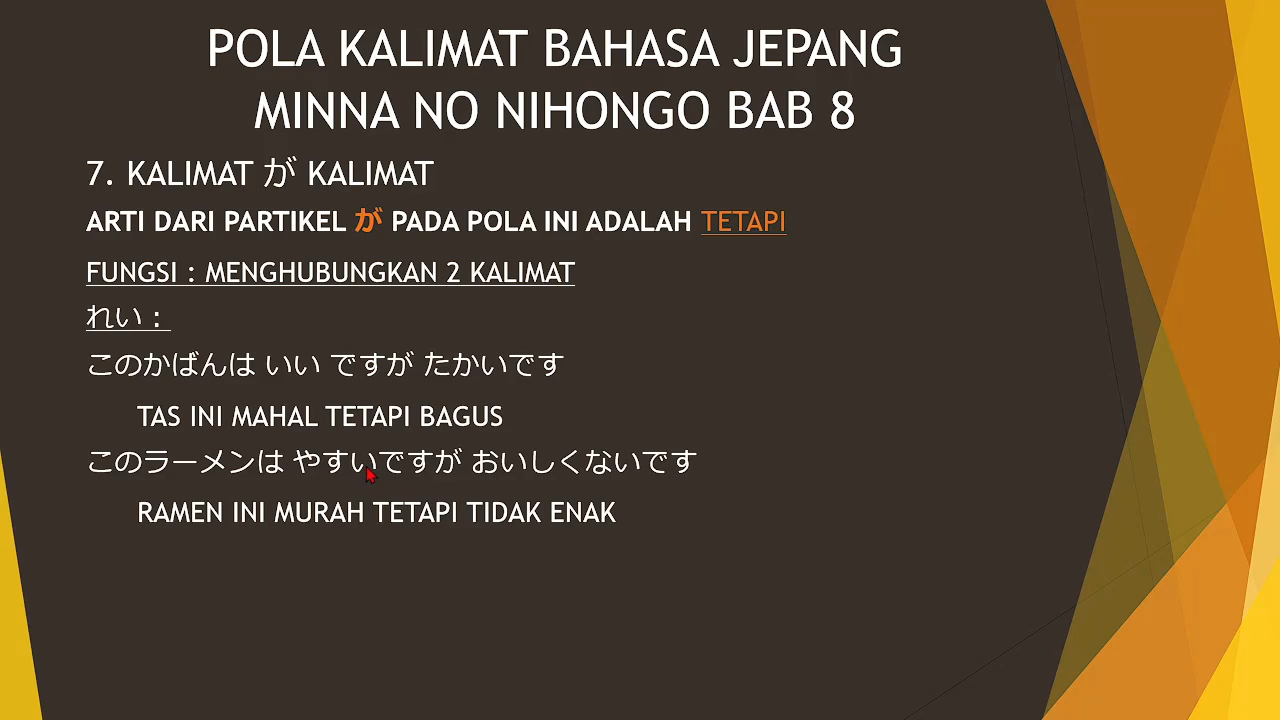 POLA KALIMAT BAHASA JEPANG
MINNA NO NIHONGO BAB 8
7. KALIMAT が KALIMAT
ARTI DARI PARTIKEL が PADA POLA INI ADALAH TETAPI
FUNGSI : MENGHUBUNGKAN 2 KALIMAT
れい :
このかばんは いい ですが たかいです
TAS INI MAHAL TETAPI BAGUS
このラーメンは やすいですが おいしくないです
RAMEN INI MURAH TETAPI TIDAK ENAK